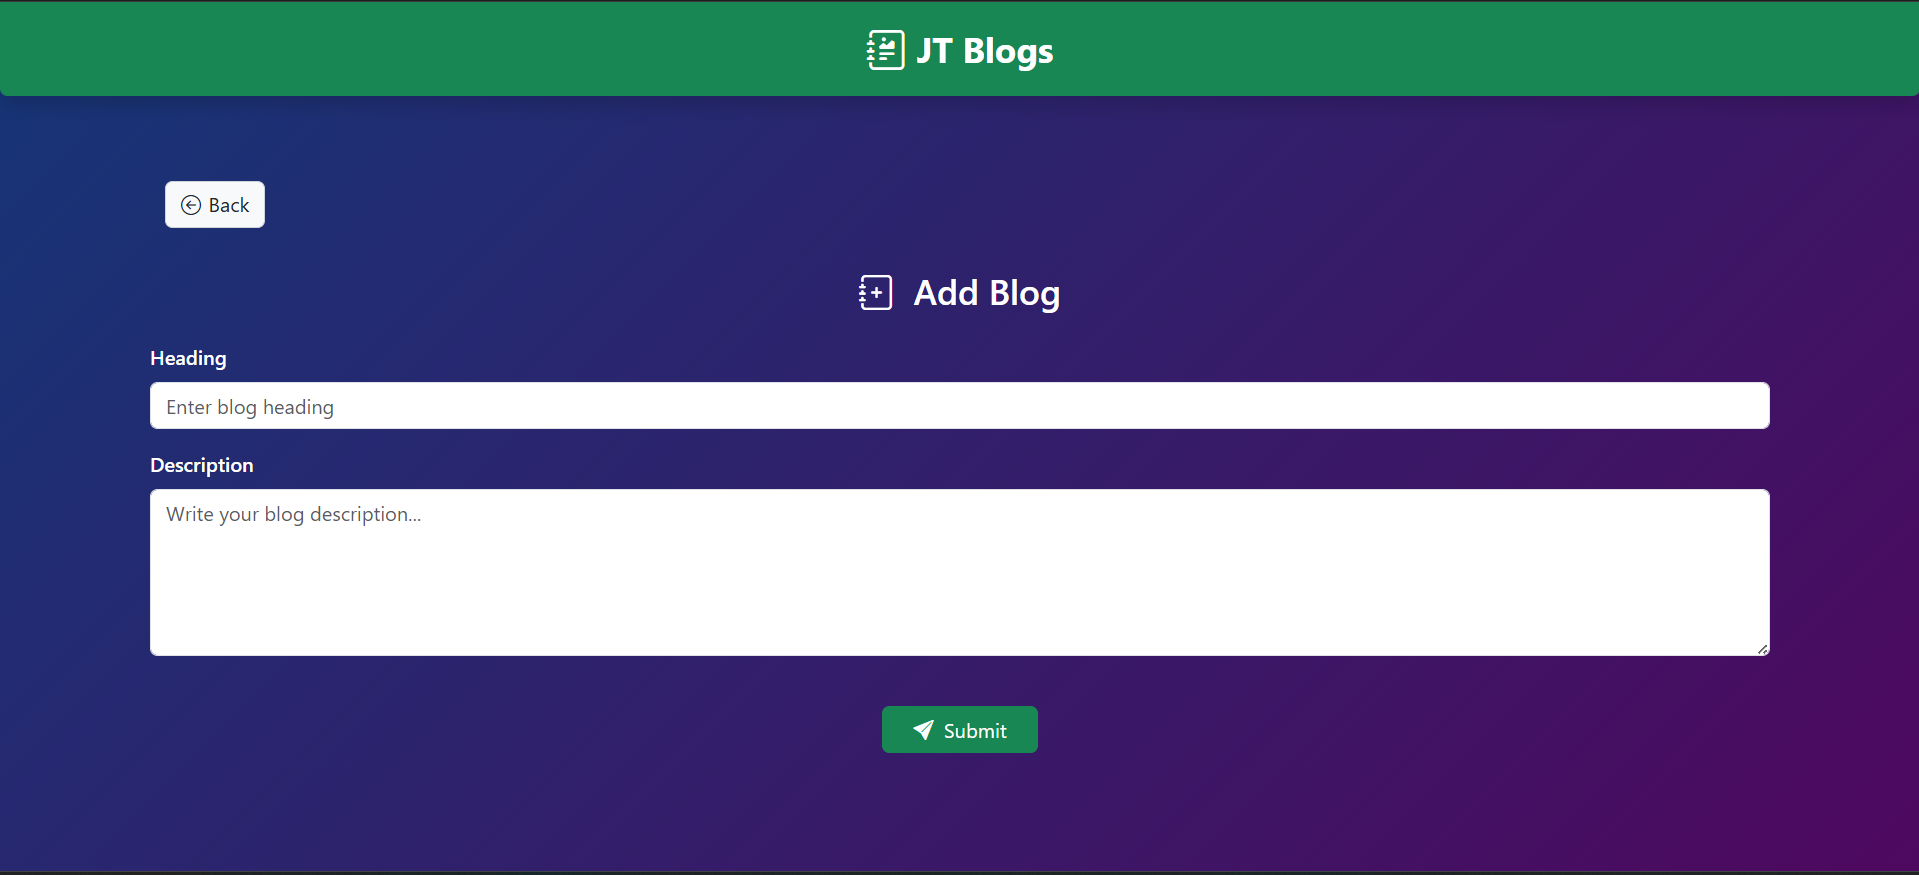 JT Blogs
Back
Add Blog
Heading
Enter blog heading
Description
Write your blog description...
Submit